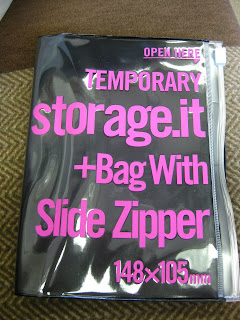 OPEN HERE
TEMPORARY
storage.it
+Bag With
Slide Zipper
148×105mm